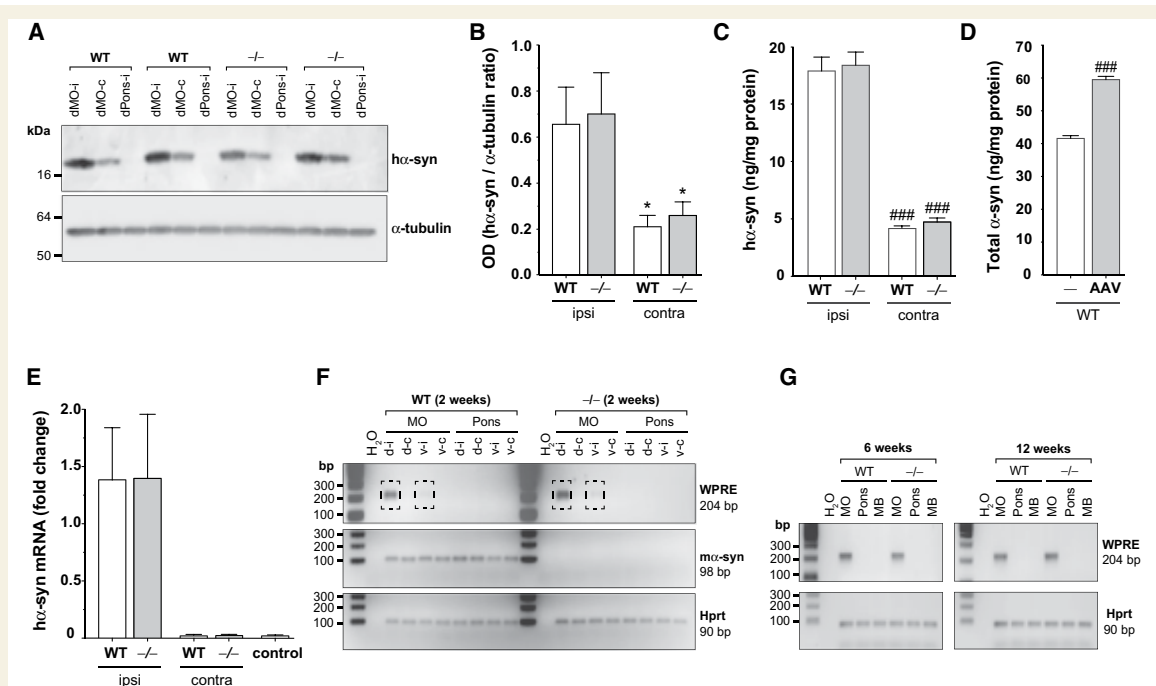 A
WT WT –/– –/–
dMO-i dMO-c dPons-i dMO-i dMO-c dPons-i dMO-i dMO-c dPons-i dMO-i dMO-c dPons-i
kDa
16
hα-syn
64
50
α-tubulin
B
OD (hα-syn / α-tubulin ratio)
1.0
0.8
0.6
0.4
0.2
0.0
* *
WT –/– WT –/–
ipsi contra
C
hα-syn (ng/mg protein)
20
15
10
5
0
### ###
WT –/– WT –/–
ipsi contra
D
Total α-syn (ng/mg protein)
70
60
50
40
30
20
10
0
###
— AAV
WT
E
hα-syn mRNA (fold change)
2.0
1.5
1.0
0.5
0
WT –/– WT –/– control
ipsi contra
F
WT (2 weeks) –/– (2 weeks)
MO Pons MO Pons
H2O d-i d-c v-i v-c d-i d-c v-i v-c H2O d-i d-c v-i v-c d-i d-c v-i v-c
bp
300
200
100
WPRE
204 bp
300
200
100
mα-syn
98 bp
300
200
100
Hprt
90 bp
G
6 weeks 12 weeks
WT –/– WT –/–
H2O MO Pons MB MO Pons MB H2O MO Pons MB MO Pons MB
bp
300
200
100
WPRE
204 bp
300
200
100
Hprt
90 bp